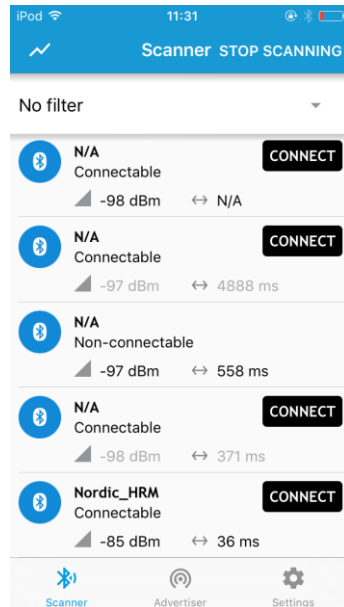 iPod 11:31
Scanner STOP SCANNING
No filter
N/A CONNECT
Connectable
-98 dBm N/A
N/A CONNECT
Connectable
-97 dBm 4888 ms
N/A
Non-connectable
-97 dBm 558 ms
N/A CONNECT
Connectable
-98 dBm 371 ms
Nordic_HRM CONNECT
Connectable
-85 dBm 36 ms
Scanner Advertiser Settings